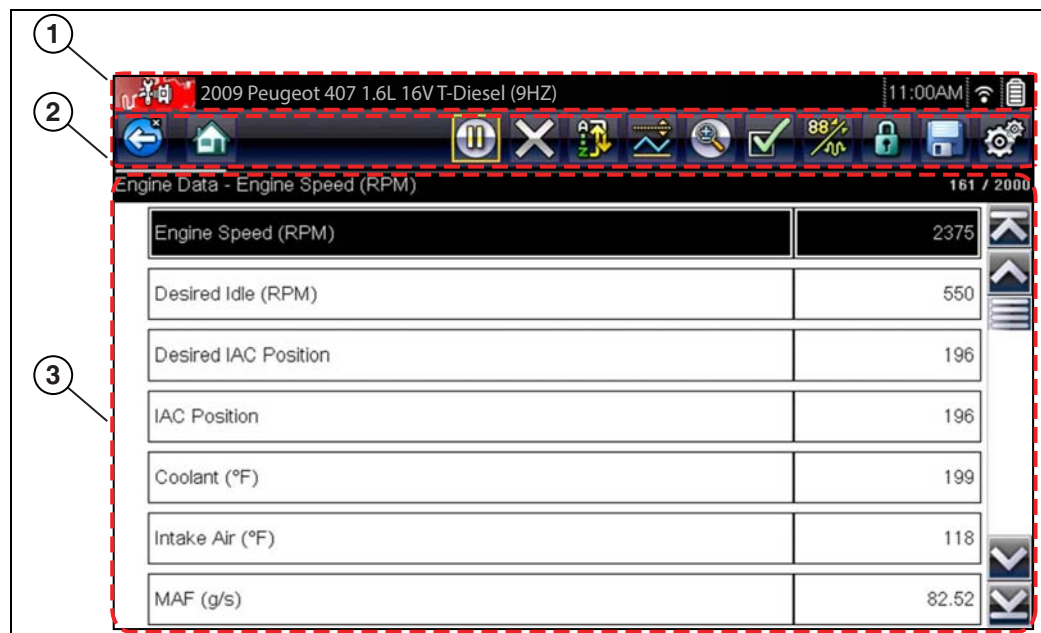 1
2009 Peugeot 407 1.6L 16V T-Diesel (9HZ) 11:00AM
2
A
Z
88
Engine Data - Engine Speed (RPM) 161 / 2000
Engine Speed (RPM) 2375
Desired Idle (RPM) 550
Desired IAC Position 196
3
IAC Position 196
Coolant (°F) 199
Intake Air (°F) 118
MAF (g/s) 82.52